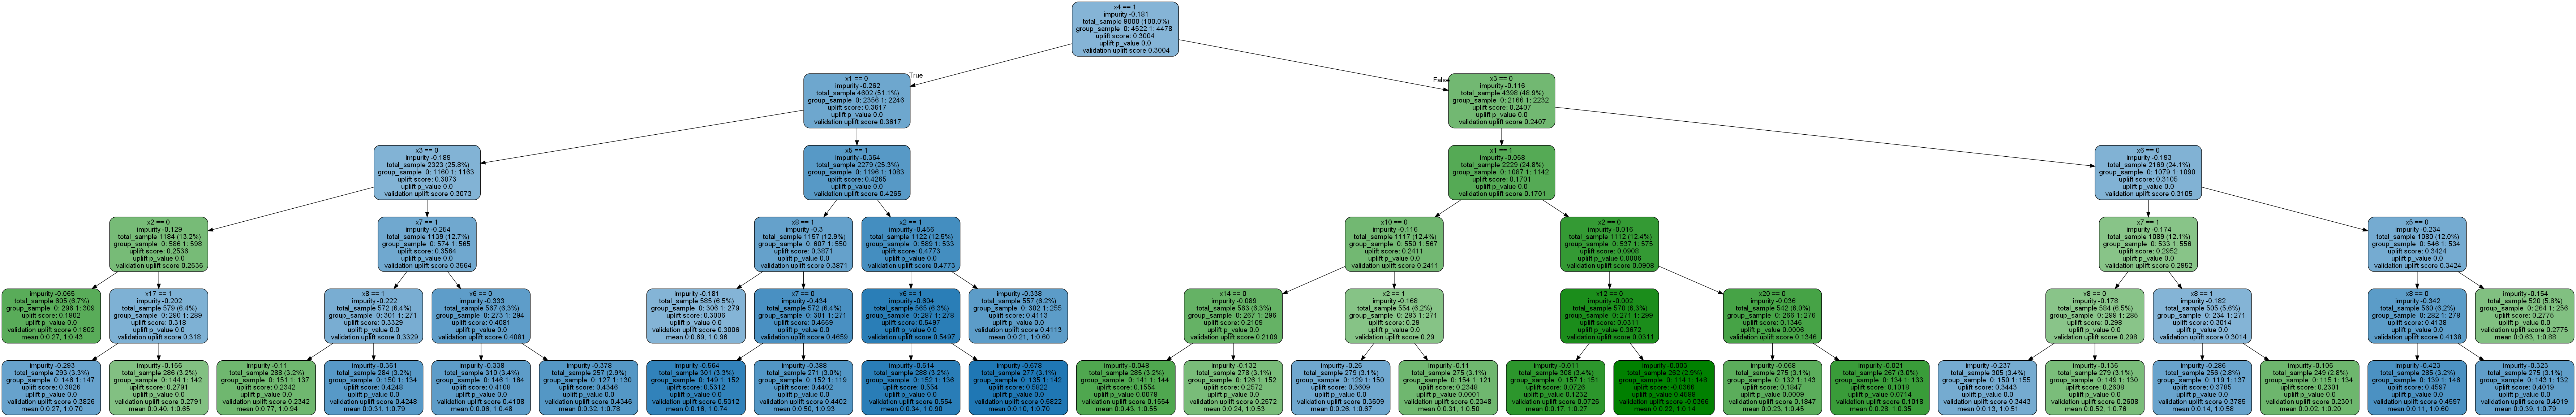 x4 == 1
impurity -0.181
total_sample 9000 (100.0%)
group_sample 0: 4522 1: 4478
uplift score: 0.3004
uplift p_value 0.0
validation uplift score 0.3004
True
False
x1 == 0
impurity -0.262
total_sample 4602 (51.1%)
group_sample 0: 2356 1: 2246
uplift score: 0.3617
uplift p_value 0.0
validation uplift score 0.3617
x3 == 0
impurity -0.116
total_sample 4398 (48.9%)
group_sample 0: 2166 1: 2232
uplift score: 0.2407
uplift p_value 0.0
validation uplift score 0.2407
x3 == 0
impurity -0.189
total_sample 2323 (25.8%)
group_sample 0: 1160 1: 1163
uplift score: 0.3073
uplift p_value 0.0
validation uplift score 0.3073
x5 == 1
impurity -0.364
total_sample 2279 (25.3%)
group_sample 0: 1196 1: 1083
uplift score: 0.4265
uplift p_value 0.0
validation uplift score 0.4265
x1 == 1
impurity -0.058
total_sample 2229 (24.8%)
group_sample 0: 1087 1: 1142
uplift score: 0.1701
uplift p_value 0.0
validation uplift score 0.1701
x6 == 0
impurity -0.193
total_sample 2169 (24.1%)
group_sample 0: 1079 1: 1090
uplift score: 0.3105
uplift p_value 0.0
validation uplift score 0.3105
x2 == 0
impurity -0.129
total_sample 1184 (13.2%)
group_sample 0: 586 1: 598
uplift score: 0.2536
uplift p_value 0.0
validation uplift score 0.2536
x7 == 1
impurity -0.254
total_sample 1139 (12.7%)
group_sample 0: 574 1: 565
uplift score: 0.3564
uplift p_value 0.0
validation uplift score 0.3564
x8 == 1
impurity -0.3
total_sample 1157 (12.9%)
group_sample 0: 607 1: 550
uplift score: 0.3871
uplift p_value 0.0
validation uplift score 0.3871
x2 == 1
impurity -0.456
total_sample 1122 (12.5%)
group_sample 0: 589 1: 533
uplift score: 0.4773
uplift p_value 0.0
validation uplift score 0.4773
x10 == 0
impurity -0.116
total_sample 1117 (12.4%)
group_sample 0: 550 1: 567
uplift score: 0.2411
uplift p_value 0.0
validation uplift score 0.2411
x2 == 0
impurity -0.016
total_sample 1112 (12.4%)
group_sample 0: 537 1: 575
uplift score: 0.0908
uplift p_value 0.0006
validation uplift score 0.0908
x7 == 1
impurity -0.174
total_sample 1089 (12.1%)
group_sample 0: 533 1: 556
uplift score: 0.2952
uplift p_value 0.0
validation uplift score 0.2952
x5 == 0
impurity -0.234
total_sample 1080 (12.0%)
group_sample 0: 546 1: 534
uplift score: 0.3424
uplift p_value 0.0
validation uplift score 0.3424
impurity -0.065
total_sample 605 (6.7%)
group_sample 0: 296 1: 309
uplift score: 0.1802
uplift p_value 0.0
validation uplift score 0.1802
mean 0:0.27, 1:0.43
x17 == 1
impurity -0.202
total_sample 579 (6.4%)
group_sample 0: 290 1: 289
uplift score: 0.318
uplift p_value 0.0
validation uplift score 0.318
x8 == 1
impurity -0.222
total_sample 572 (6.4%)
group_sample 0: 301 1: 271
uplift score: 0.3329
uplift p_value 0.0
validation uplift score 0.3329
x6 == 0
impurity -0.333
total_sample 567 (6.3%)
group_sample 0: 273 1: 294
uplift score: 0.4081
uplift p_value 0.0
validation uplift score 0.4081
impurity -0.181
total_sample 585 (6.5%)
group_sample 0: 306 1: 279
uplift score: 0.3006
uplift p_value 0.0
validation uplift score 0.3006
mean 0:0.69, 1:0.96
x7 == 0
impurity -0.434
total_sample 572 (6.4%)
group_sample 0: 301 1: 271
uplift score: 0.4659
uplift p_value 0.0
validation uplift score 0.4659
x6 == 1
impurity -0.604
total_sample 565 (6.3%)
group_sample 0: 287 1: 278
uplift score: 0.5497
uplift p_value 0.0
validation uplift score 0.5497
impurity -0.338
total_sample 557 (6.2%)
group_sample 0: 302 1: 255
uplift score: 0.4113
uplift p_value 0.0
validation uplift score 0.4113
mean 0:0.21, 1:0.60
x14 == 0
impurity -0.089
total_sample 563 (6.3%)
group_sample 0: 267 1: 296
uplift score: 0.2109
uplift p_value 0.0
validation uplift score 0.2109
x2 == 1
impurity -0.168
total_sample 554 (6.2%)
group_sample 0: 283 1: 271
uplift score: 0.29
uplift p_value 0.0
validation uplift score 0.29
x12 == 0
impurity -0.002
total_sample 570 (6.3%)
group_sample 0: 271 1: 299
uplift score: 0.0311
uplift p_value 0.3672
validation uplift score 0.0311
x20 == 0
impurity -0.036
total_sample 542 (6.0%)
group_sample 0: 266 1: 276
uplift score: 0.1346
uplift p_value 0.0006
validation uplift score 0.1346
x8 == 0
impurity -0.178
total_sample 584 (6.5%)
group_sample 0: 299 1: 285
uplift score: 0.298
uplift p_value 0.0
validation uplift score 0.298
x8 == 1
impurity -0.182
total_sample 505 (5.6%)
group_sample 0: 234 1: 271
uplift score: 0.3014
uplift p_value 0.0
validation uplift score 0.3014
x8 == 0
impurity -0.342
total_sample 560 (6.2%)
group_sample 0: 282 1: 278
uplift score: 0.4138
uplift p_value 0.0
validation uplift score 0.4138
impurity -0.154
total_sample 520 (5.8%)
group_sample 0: 264 1: 256
uplift score: 0.2775
uplift p_value 0.0
validation uplift score 0.2775
mean 0:0.63, 1:0.88
impurity -0.293
total_sample 293 (3.3%)
group_sample 0: 146 1: 147
uplift score: 0.3826
uplift p_value 0.0
validation uplift score 0.3826
mean 0:0.27, 1:0.70
impurity -0.156
total_sample 286 (3.2%)
group_sample 0: 144 1: 142
uplift score: 0.2791
uplift p_value 0.0
validation uplift score 0.2791
mean 0:0.40, 1:0.65
impurity -0.11
total_sample 288 (3.2%)
group_sample 0: 151 1: 137
uplift score: 0.2342
uplift p_value 0.0
validation uplift score 0.2342
mean 0:0.77, 1:0.94
impurity -0.361
total_sample 284 (3.2%)
group_sample 0: 150 1: 134
uplift score: 0.4248
uplift p_value 0.0
validation uplift score 0.4248
mean 0:0.31, 1:0.79
impurity -0.338
total_sample 310 (3.4%)
group_sample 0: 146 1: 164
uplift score: 0.4108
uplift p_value 0.0
validation uplift score 0.4108
mean 0:0.06, 1:0.48
impurity -0.378
total_sample 257 (2.9%)
group_sample 0: 127 1: 130
uplift score: 0.4346
uplift p_value 0.0
validation uplift score 0.4346
mean 0:0.32, 1:0.78
impurity -0.564
total_sample 301 (3.3%)
group_sample 0: 149 1: 152
uplift score: 0.5312
uplift p_value 0.0
validation uplift score 0.5312
mean 0:0.16, 1:0.74
impurity -0.388
total_sample 271 (3.0%)
group_sample 0: 152 1: 119
uplift score: 0.4402
uplift p_value 0.0
validation uplift score 0.4402
mean 0:0.50, 1:0.93
impurity -0.614
total_sample 288 (3.2%)
group_sample 0: 152 1: 136
uplift score: 0.554
uplift p_value 0.0
validation uplift score 0.554
mean 0:0.34, 1:0.90
impurity -0.678
total_sample 277 (3.1%)
group_sample 0: 135 1: 142
uplift score: 0.5822
uplift p_value 0.0
validation uplift score 0.5822
mean 0:0.10, 1:0.70
impurity -0.048
total_sample 285 (3.2%)
group_sample 0: 141 1: 144
uplift score: 0.1554
uplift p_value 0.0078
validation uplift score 0.1554
mean 0:0.43, 1:0.55
impurity -0.132
total_sample 278 (3.1%)
group_sample 0: 126 1: 152
uplift score: 0.2572
uplift p_value 0.0
validation uplift score 0.2572
mean 0:0.24, 1:0.53
impurity -0.26
total_sample 279 (3.1%)
group_sample 0: 129 1: 150
uplift score: 0.3609
uplift p_value 0.0
validation uplift score 0.3609
mean 0:0.26, 1:0.67
impurity -0.11
total_sample 275 (3.1%)
group_sample 0: 154 1: 121
uplift score: 0.2348
uplift p_value 0.0001
validation uplift score 0.2348
mean 0:0.31, 1:0.50
impurity -0.011
total_sample 308 (3.4%)
group_sample 0: 157 1: 151
uplift score: 0.0726
uplift p_value 0.1232
validation uplift score 0.0726
mean 0:0.17, 1:0.27
impurity -0.003
total_sample 262 (2.9%)
group_sample 0: 114 1: 148
uplift score: -0.0366
uplift p_value 0.4588
validation uplift score -0.0366
mean 0:0.22, 1:0.14
impurity -0.068
total_sample 275 (3.1%)
group_sample 0: 132 1: 143
uplift score: 0.1847
uplift p_value 0.0009
validation uplift score 0.1847
mean 0:0.23, 1:0.45
impurity -0.021
total_sample 267 (3.0%)
group_sample 0: 134 1: 133
uplift score: 0.1018
uplift p_value 0.0714
validation uplift score 0.1018
mean 0:0.28, 1:0.35
impurity -0.237
total_sample 305 (3.4%)
group_sample 0: 150 1: 155
uplift score: 0.3443
uplift p_value 0.0
validation uplift score 0.3443
mean 0:0.13, 1:0.51
impurity -0.136
total_sample 279 (3.1%)
group_sample 0: 149 1: 130
uplift score: 0.2608
uplift p_value 0.0
validation uplift score 0.2608
mean 0:0.52, 1:0.76
impurity -0.286
total_sample 256 (2.8%)
group_sample 0: 119 1: 137
uplift score: 0.3785
uplift p_value 0.0
validation uplift score 0.3785
mean 0:0.14, 1:0.58
impurity -0.106
total_sample 249 (2.8%)
group_sample 0: 115 1: 134
uplift score: 0.2301
uplift p_value 0.0
validation uplift score 0.2301
mean 0:0.02, 1:0.20
impurity -0.423
total_sample 285 (3.2%)
group_sample 0: 139 1: 146
uplift score: 0.4597
uplift p_value 0.0
validation uplift score 0.4597
mean 0:0.11, 1:0.60
impurity -0.323
total_sample 275 (3.1%)
group_sample 0: 143 1: 132
uplift score: 0.4019
uplift p_value 0.0
validation uplift score 0.4019
mean 0:0.37, 1:0.79